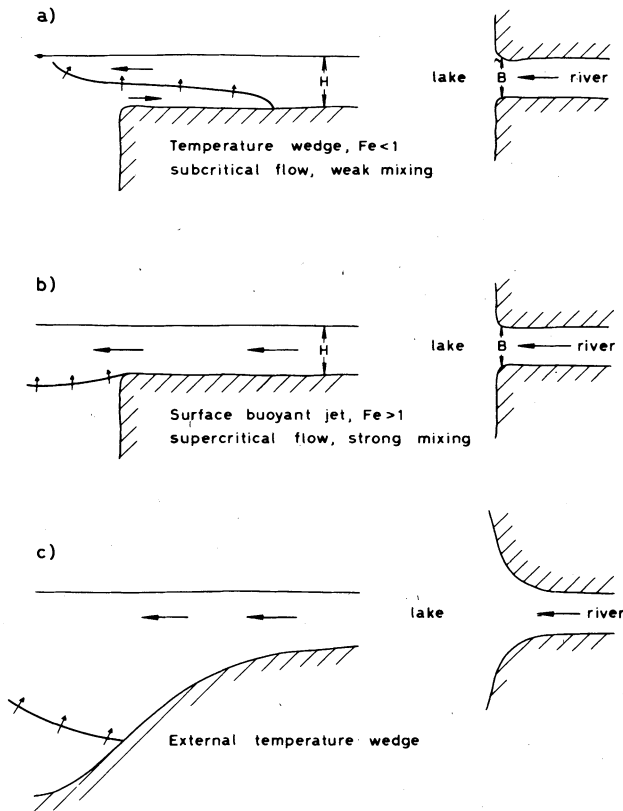 a)
H
lake B river
Temperature wedge, Fe<1
subcritical flow, weak mixing
b)
H
lake B river
Surface buoyant jet, Fe>1
supercritical flow, strong mixing
c)
lake river
External temperature wedge